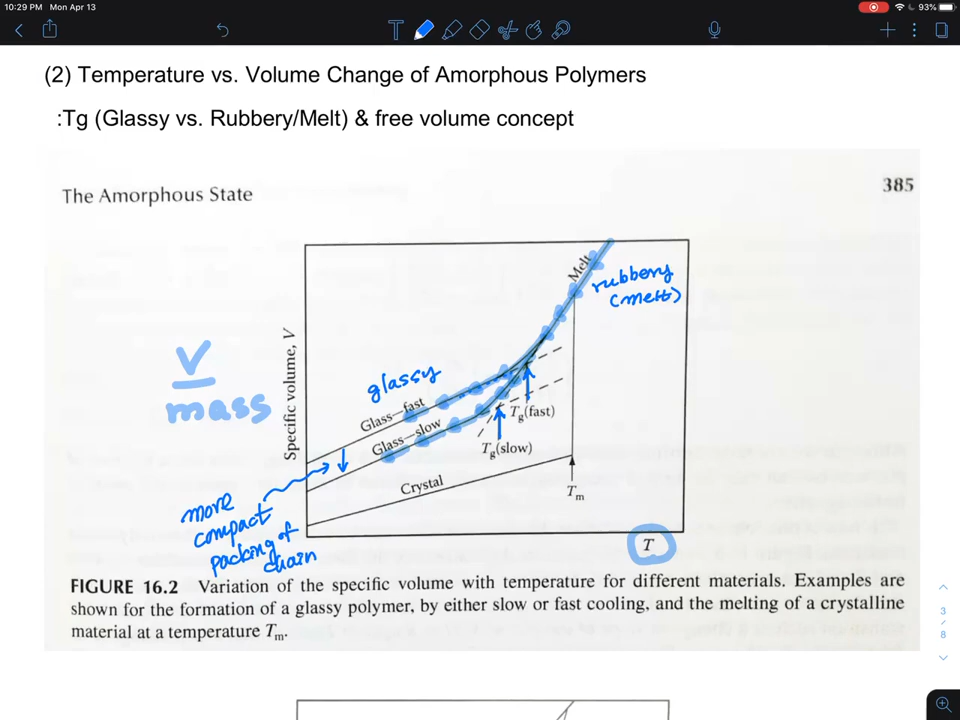 10:29 PM Mon Apr 13
93%
T
(2) Temperature vs. Volume Change of Amorphous Polymers
:Tg (Glassy vs. Rubbery/Melt) & free volume concept
The Amorphous State
385
Melt
rubbery
(melt)
V
mass
Specific volume, V
glassy
Glass—fast
Glass—slow
Tg(fast)
Tg(slow)
Crystal
Tm
more
compact
packing of
chain
T
FIGURE 16.2 Variation of the specific volume with temperature for different materials. Examples are
shown for the formation of a glassy polymer, by either slow or fast cooling, and the melting of a crystalline
material at a temperature Tm.
3
/
8